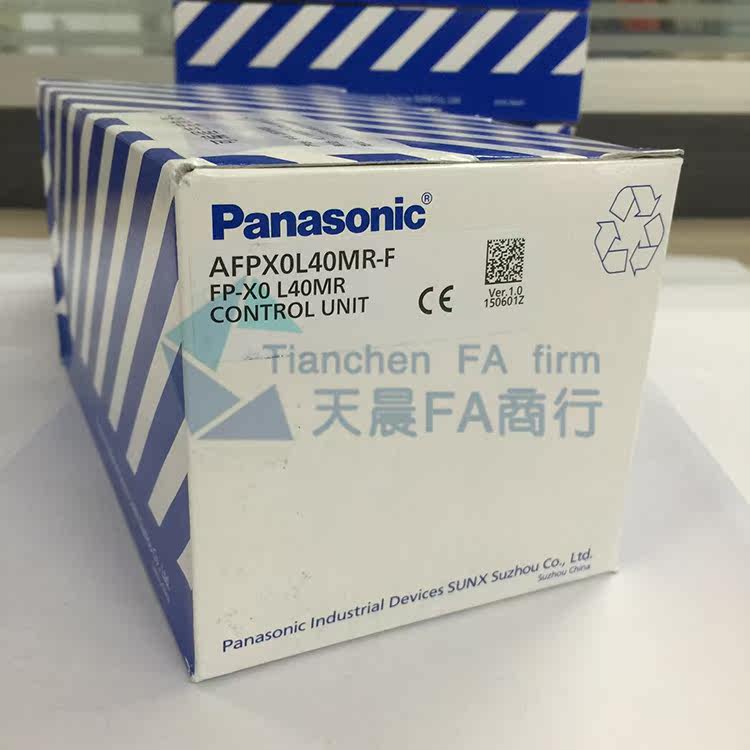 Panasonic®
AFPX0L40MR-F
FP-X0 L40MR
CONTROL UNIT
CE
Ver.1.0
150601Z
Tianchen FA firm
天晨FA商行
Panasonic Industrial Devices SUNX Suzhou Co., Ltd.
Suzhou China